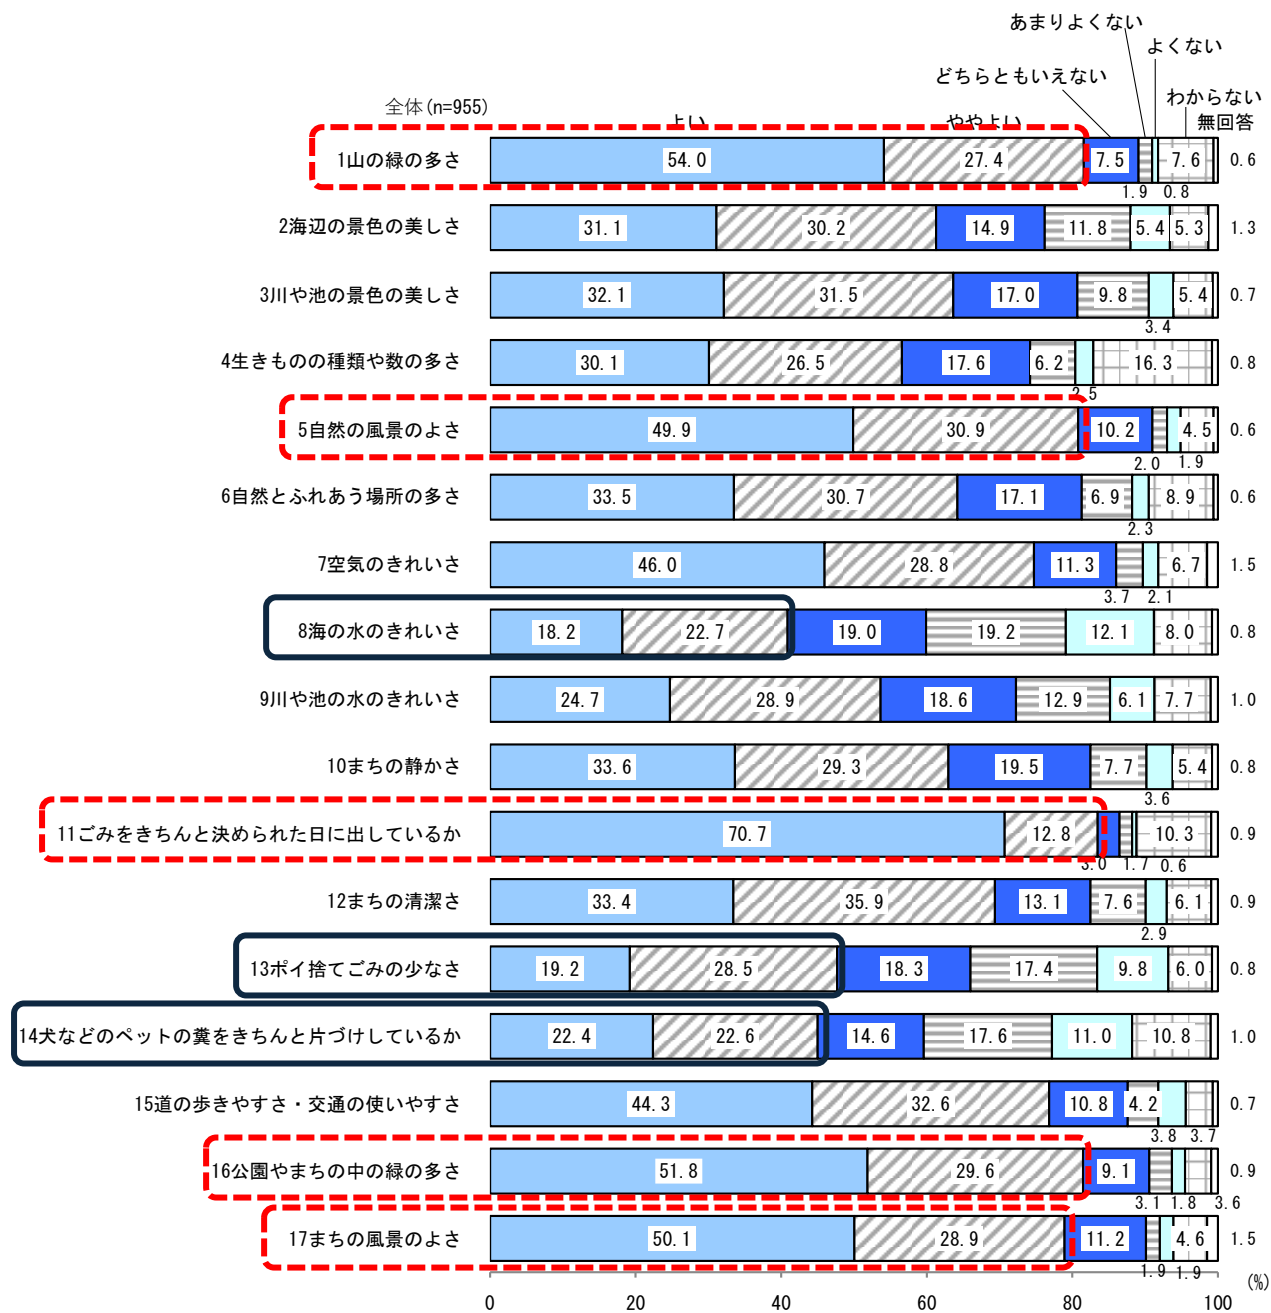 あまりよくない
よくない
どちらともいえない
わからない
全体(n=955)
よい
ややよい
無回答
1山の緑の多さ 54.0 27.4 7.5 7.6 0.6
1.9 0.8
2海辺の景色の美しさ 31.1 30.2 14.9 11.8 5.4 5.3 1.3
3川や池の景色の美しさ 32.1 31.5 17.0 9.8 5.4 0.7
3.4
4生きものの種類や数の多さ 30.1 26.5 17.6 6.2 16.3 0.8
2.5
5自然の風景のよさ 49.9 30.9 10.2 4.5 0.6
2.0 1.9
6自然とふれあう場所の多さ 33.5 30.7 17.1 6.9 8.9 0.6
2.3
7空気のきれいさ 46.0 28.8 11.3 6.7 1.5
3.7 2.1
8海の水のきれいさ 18.2 22.7 19.0 19.2 12.1 8.0 0.8
9川や池の水のきれいさ 24.7 28.9 18.6 12.9 6.1 7.7 1.0
10まちの静かさ 33.6 29.3 19.5 7.7 5.4 0.8
3.6
11ごみをきちんと決められた日に出しているか 70.7 12.8 10.3 0.9
3.0 1.7 0.6
12まちの清潔さ 33.4 35.9 13.1 7.6 6.1 0.9
2.9
13ポイ捨てごみの少なさ 19.2 28.5 18.3 17.4 9.8 6.0 0.8
14犬などのペットの糞をきちんと片づけしているか 22.4 22.6 14.6 17.6 11.0 10.8 1.0
15道の歩きやすさ・交通の使いやすさ 44.3 32.6 10.8 4.2 0.7
3.8 3.7
16公園やまちの中の緑の多さ 51.8 29.6 9.1 0.9
3.1 1.8 3.6
17まちの風景のよさ 50.1 28.9 11.2 4.6 1.5
1.9 1.9
(%)
0 20 40 60 80 100